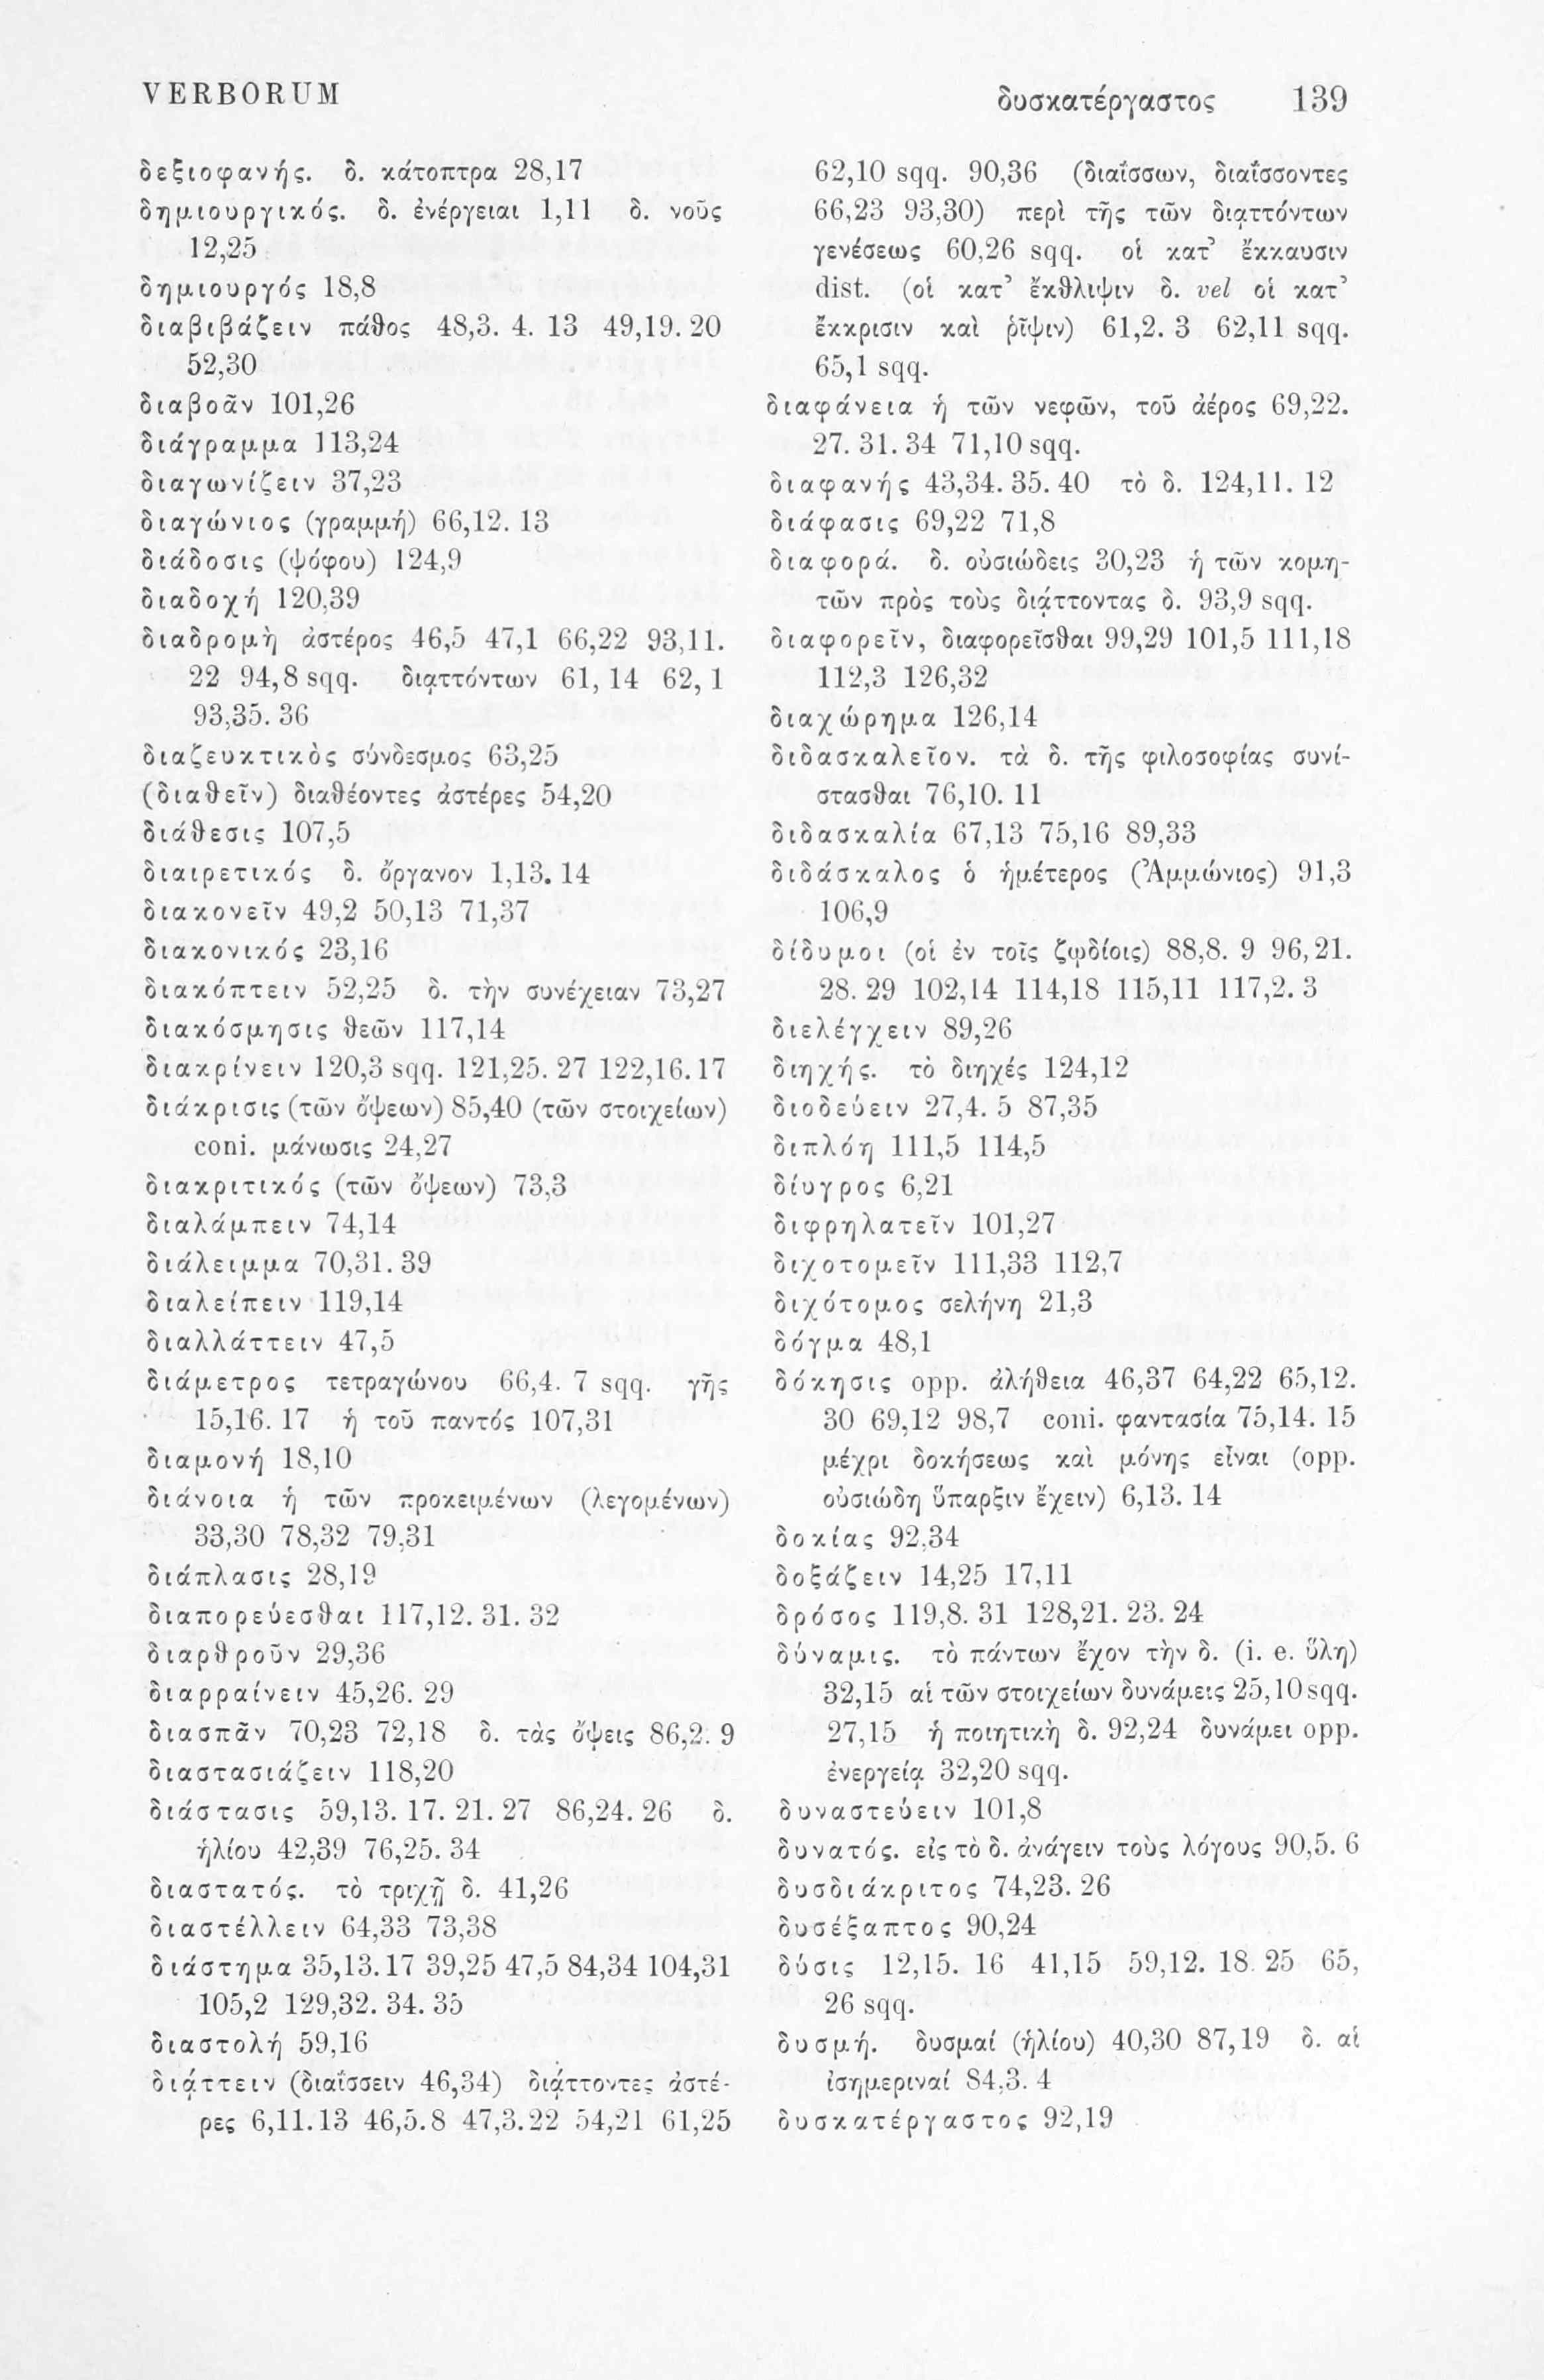 VERBORUM δυσκατέργαστος 139
δεξιοφανής. δ. κάτοπτρα 28,17
δημιουργικός. δ. ἐνέργειαι 1,11 δ. νοῦς
12,25
δημιουργός 18,8
διαβιβάζειν πάθος 48,3. 4. 13 49,19. 20
52,30
διαβοᾶν 101,26
διάγραμμα 113,24
διαγωνίζειν 37,23
διαγώνιος (γραμμή) 66,12. 13
διάδοσις (ψόφου) 124,9
διαδοχή 120,39
διαδρομὴ ἀστέρος 46,5 47,1 66,22 93,11.
22 94,8 sqq. διᾳττόντων 61, 14 62, 1
93,35. 36
διαζευκτικὸς σύνδεσμος 63,25
(διαθεῖν) διαθέοντες ἀστέρες 54,20
διάθεσις 107,5
διαιρετικός δ. ὄργανον 1,13. 14
διακονεῖν 49,2 50,13 71,37
διακονικός 23,16
διακόπτειν 52,25 δ. τὴν συνέχειαν 73,27
διακόσμησις θεῶν 117,14
διακρίνειν 120,3 sqq. 121,25. 27 122,16. 17
διάκρισις (τῶν ὄψεων) 85,40 (τῶν στοιχείων)
coni. μάνωσις 24,27
διακριτικός (τῶν ὄψεων) 73,3
διαλάμπειν 74,14
διάλειμμα 70,31. 39
διαλείπειν 119,14
διαλλάττειν 47,5
διάμετρος τετραγώνου 66,4. 7 sqq. γῆς
15,16. 17 ἡ τοῦ παντός 107,31
διαμονή 18,10
διάνοια ἡ τῶν προκειμένων (λεγομένων)
33,30 78,32 79,31
διάπλασις 28,19
διαπορεύεσθαι 117,12. 31. 32
διαρθροῦν 29,36
διαρραίνειν 45,26. 29
διασπᾶν 70,23 72,18 δ. τὰς ὄψεις 86,2. 9
διαστασιάζειν 118,20
διάστασις 59,13. 17. 21. 27 86,24. 26 δ.
ἡλίου 42,39 76,25. 34
διαστατός. τὸ τριχῇ δ. 41,26
διαστέλλειν 64,33 73,38
διάστημα 35,13. 17 39,25 47,5 84,34 104,31
105,2 129,32. 34. 35
διαστολή 59,16
διᾴττειν (διαΐσσειν 46,34) διᾴττοντες ἀστέ-
ρες 6,11. 13 46,5. 8 47,3. 22 54,21 61,25
62,10 sqq. 90,36 (διαΐσσων, διαΐσσοντες
66,23 93,30) περὶ τῆς τῶν διᾳττόντων
γενέσεως 60,26 sqq. οἱ κατ’ ἔκκαυσιν
dist. (οἱ κατ’ ἔκθλιψιν δ. vel οἱ κατ’
ἔκκρισιν καὶ ῥῖψιν) 61,2. 3 62,11 sqq.
65,1 sqq.
διαφάνεια ἡ τῶν νεφῶν, τοῦ ἀέρος 69,22.
27. 31. 34 71,10 sqq.
διαφανής 43,34. 35. 40 τὸ δ. 124,11. 12
διάφασις 69,22 71,8
διαφορά. δ. οὐσιώδεις 30,23 ἡ τῶν κομη-
τῶν πρὸς τοὺς διᾴττοντας δ. 93,9 sqq.
διαφορεῖν, διαφορεῖσθαι 99,29 101,5 111,18
112,3 126,32
διαχώρημα 126,14
διδασκαλεῖον. τὰ δ. τῆς φιλοσοφίας συνί-
στασθαι 76,10. 11
διδασκαλία 67,13 75,16 89,33
διδάσκαλος ὁ ἡμέτερος (Ἀμμώνιος) 91,3
106,9
δίδυμοι (οἱ ἐν τοῖς ζῳδίοις) 88,8. 9 96,21.
28. 29 102,14 114,18 115,11 117,2. 3
διελέγχειν 89,26
διηχής. τὸ διηχές 124,12
διοδεύειν 27,4. 5 87,35
διπλόη 111,5 114,5
δίυγρος 6,21
διφρηλατεῖν 101,27
διχοτομεῖν 111,33 112,7
διχότομος σελήνη 21,3
δόγμα 48,1
δόκησις opp. ἀλήθεια 46,37 64,22 65,12.
30 69,12 98,7 coni. φαντασία 75,14. 15
μέχρι δοκήσεως καὶ μόνης εἶναι (opp.
οὐσιώδη ὕπαρξιν ἔχειν) 6,13. 14
δοκίας 92,34
δοξάζειν 14,25 17,11
δρόσος 119,8. 31 128,21. 23. 24
δύναμις. τὸ πάντων ἔχον τὴν δ. (i. e. ὕλη)
32,15 αἱ τῶν στοιχείων δυνάμεις 25,10 sqq.
27,15 ἡ ποιητικὴ δ. 92,24 δυνάμει opp.
ἐνεργείᾳ 32,20 sqq.
δυναστεύειν 101,8
δυνατός. εἰς τὸ δ. ἀνάγειν τοὺς λόγους 90,5. 6
δυσδιάκριτος 74,23. 26
δυσέξαπτος 90,24
δύσις 12,15. 16 41,15 59,12. 18. 25 65,
26 sqq.
δυσμή. δυσμαί (ἡλίου) 40,30 87,19 δ. αἱ
ἰσημεριναί 84,3. 4
δυσκατέργαστος 92,19